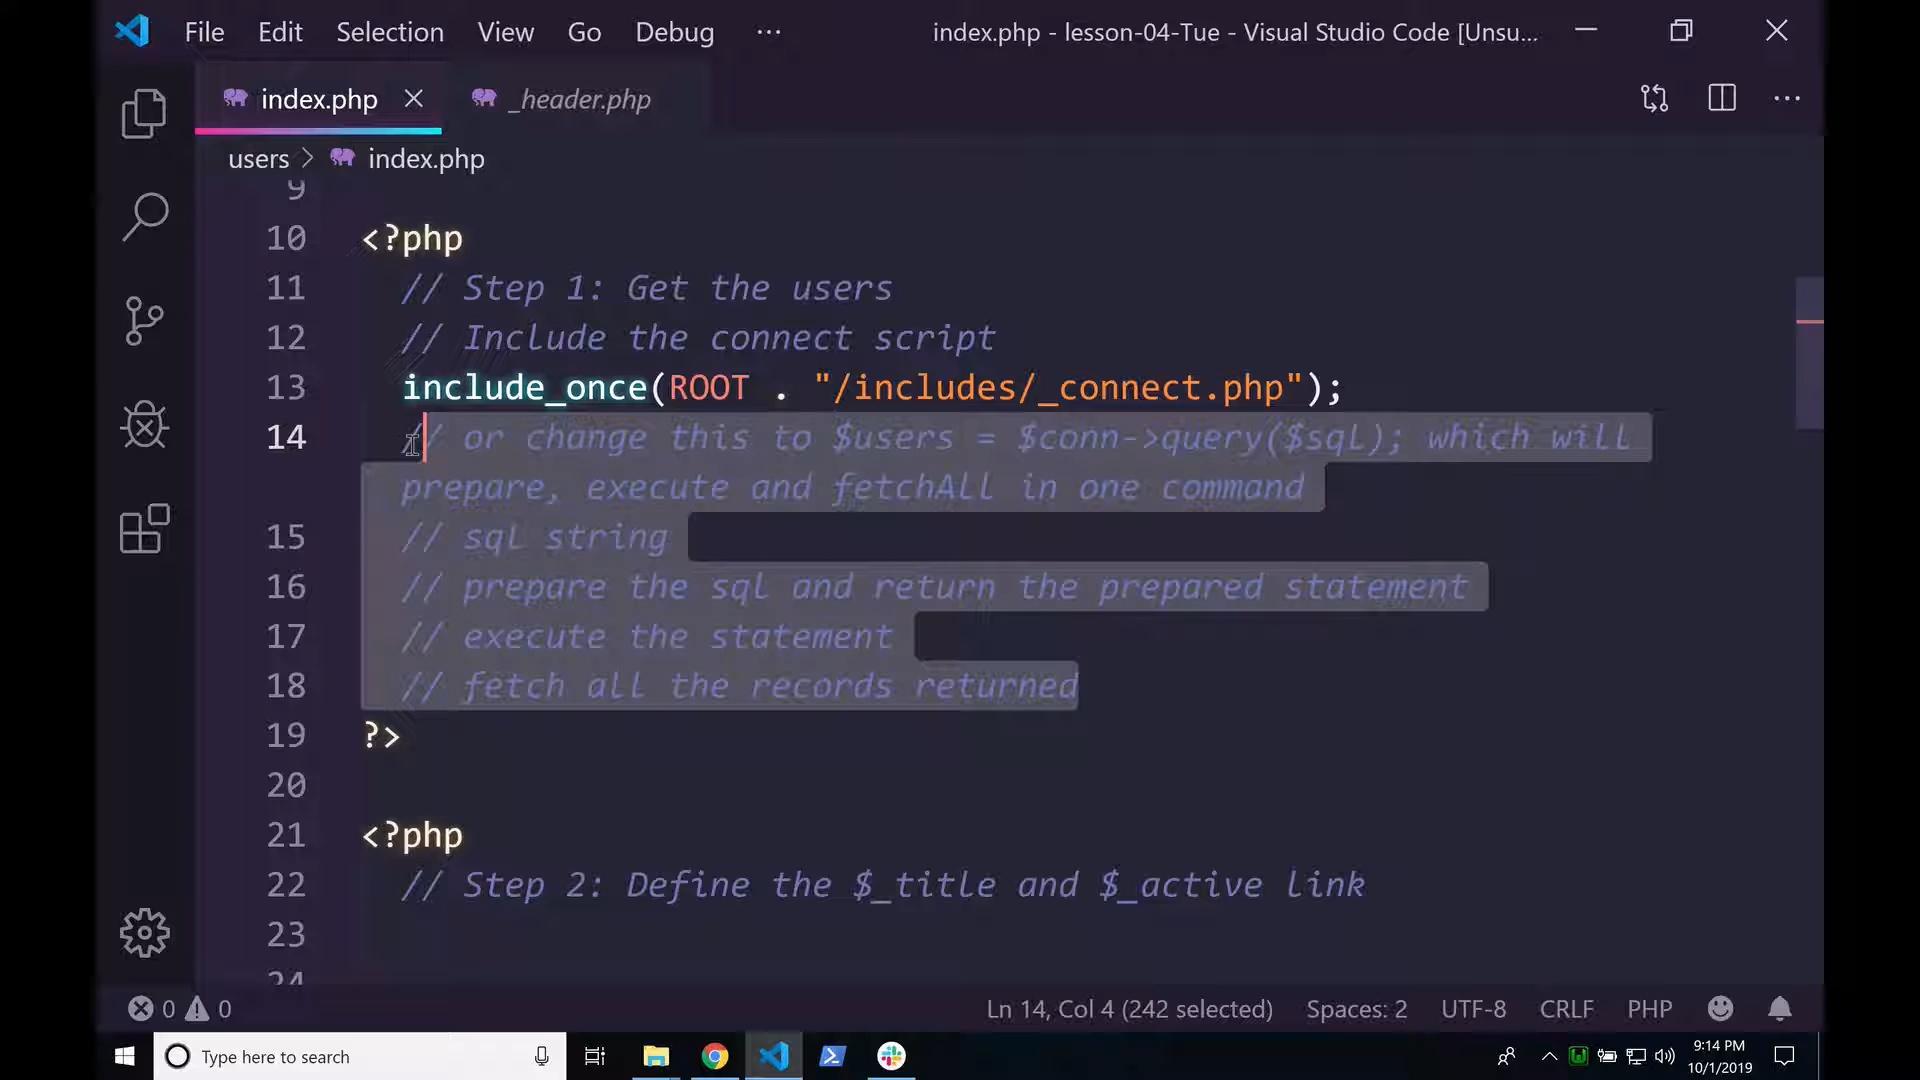 File Edit Selection View Go Debug ··· index.php - lesson-04-Tue - Visual Studio Code [Unsu...
index.php _header.php
users > index.php
9
10 <?php
11 // Step 1: Get the users
12 // Include the connect script
13 include_once(ROOT . "/includes/_connect.php");
14 // or change this to $users = $conn->query($sql); which will
prepare, execute and fetchAll in one command
15 // sql string
16 // prepare the sql and return the prepared statement
17 // execute the statement
18 // fetch all the records returned
19 ?>
20
21 <?php
22 // Step 2: Define the $_title and $_active link
23
24
0 0 Ln 14, Col 4 (242 selected) Spaces: 2 UTF-8 CRLF PHP
Type here to search 9:14 PM
10/1/2019